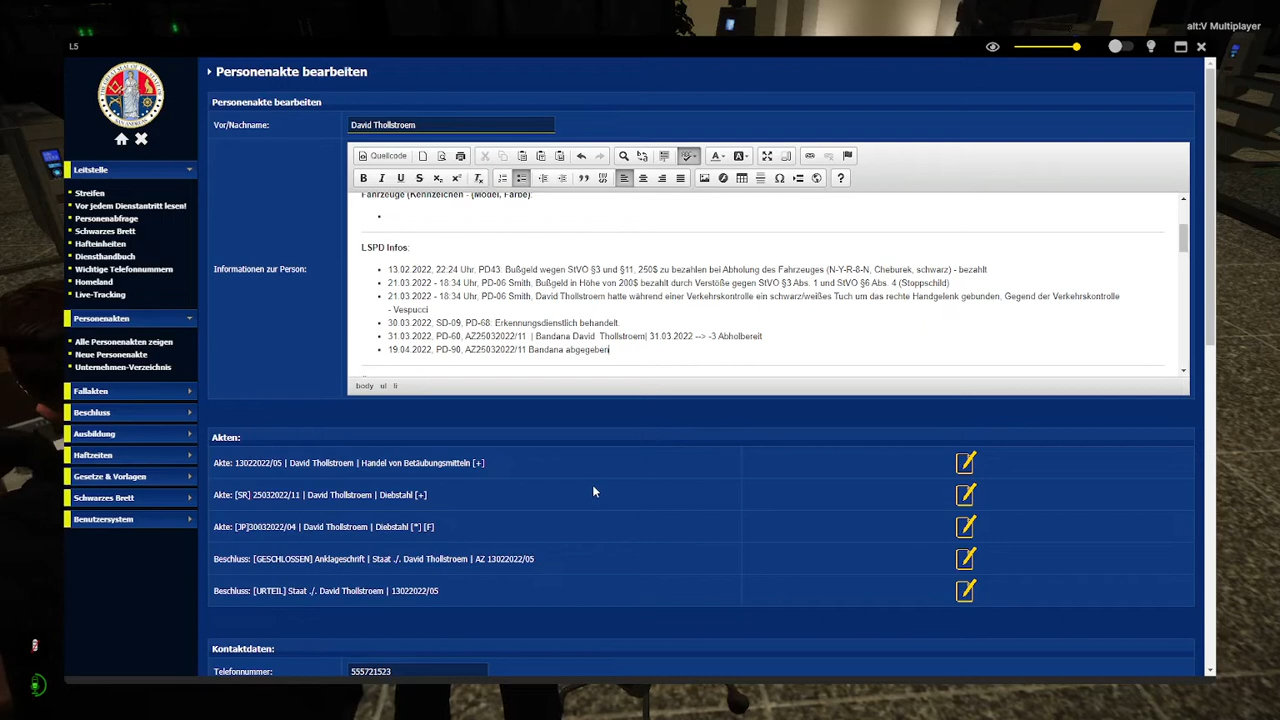 alt:V Multiplayer
L5
THE GREAT SEAL OF THE STATE OF
SAN ANDREAS
Leitstelle
Streifen
Vor jedem Dienstantritt lesen!
Personenabfrage
Schwarzes Brett
Hafteinheiten
Diensthandbuch
Wichtige Telefonnummern
Homeland
Live-Tracking
Personenakten
Alle Personenakten zeigen
Neue Personenakte
Unternehmen-Verzeichnis
Fallakten
Beschluss
Ausbildung
Haftzeiten
Gesetze & Vorlagen
Schwarzes Brett
Benutzersystem
Personenakte bearbeiten
Personenakte bearbeiten
Vor/Nachname:
David Thollstroem
Informationen zur Person:
Quellcode
Fahrzeuge (Kennzeichen - (Model, Farbe):
LSPD Infos:
13.02.2022, 22:24 Uhr, PD43: Bußgeld wegen StVO §3 und §11, 250$ zu bezahlen bei Abholung des Fahrzeuges (N-Y-R-8-N, Cheburek, schwarz) - bezahlt
21.03.2022 - 18:34 Uhr, PD-06 Smith, Bußgeld in Höhe von 200$ bezahlt durch Verstöße gegen StVO §3 Abs. 1 und StVO §6 Abs. 4 (Stoppschild)
21.03.2022 - 18:34 Uhr, PD-06 Smith, David Thollstroem hatte während einer Verkehrskontrolle ein schwarz/weißes Tuch um das rechte Handgelenk gebunden, Gegend der Verkehrskontrolle
- Vespucci
30.03.2022, SD-09, PD-68: Erkennungsdienstlich behandelt.
31.03.2022, PD-60, AZ25032022/11 | Bandana David Thollstroem| 31.03.2022 --> -3 Abholbereit
19.04.2022, PD-90, AZ25032022/11 Bandana abgegeben
body ul li
Akten:
Akte: 13022022/05 | David Thollstroem | Handel von Betäubungsmitteln [+]
Akte: [SR] 25032022/11 | David Thollstroem | Diebstahl [+]
Akte: [JP]30032022/04 | David Thollstroem | Diebstahl [*] [F]
Beschluss: [GESCHLOSSEN] Anklageschrift | Staat ./. David Thollstroem | AZ 13022022/05
Beschluss: [URTEIL] Staat ./. David Thollstroem | 13022022/05
Kontaktdaten:
Telefonnummer:
555721523